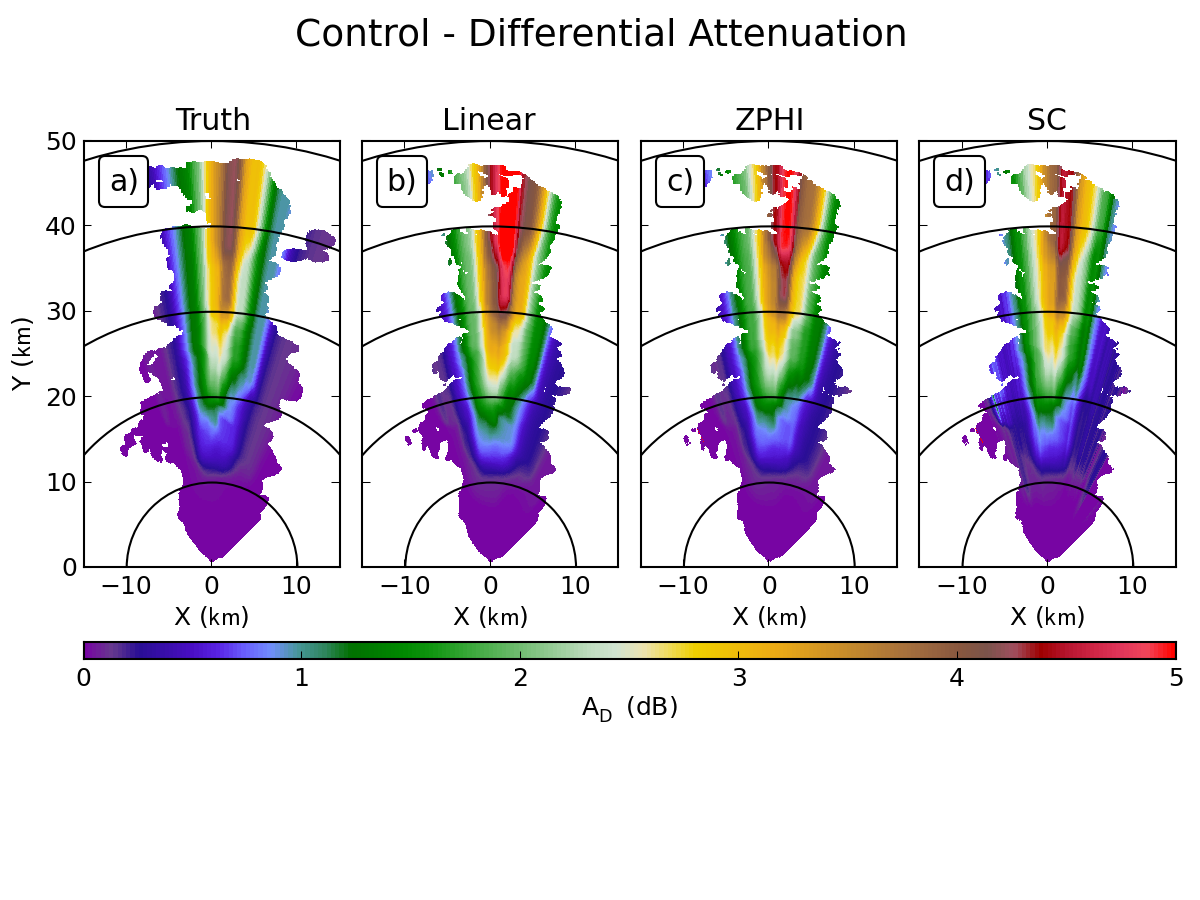 Control - Differential Attenuation
Truth Linear ZPHI SC
a) b) c) d)
50
40
30
20
10
0
Y (km)
−10 0 10 −10 0 10 −10 0 10 −10 0 10
X (km) X (km) X (km) X (km)
0 1 2 3 4 5
A_D (dB)